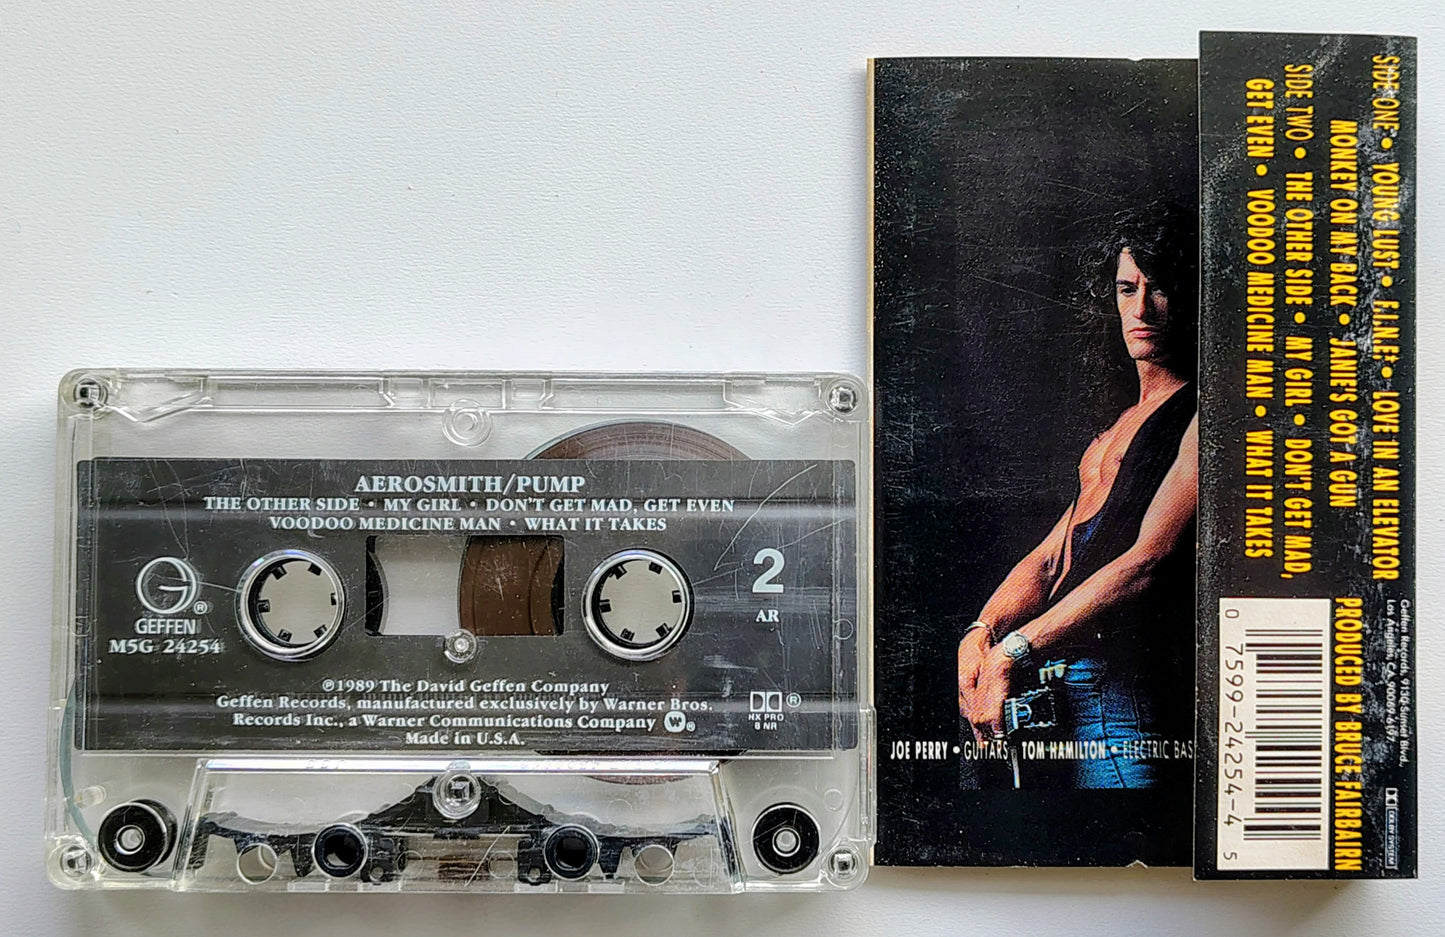 AEROSMITH/PUMP
THE OTHER SIDE • MY GIRL • DON'T GET MAD, GET EVEN
VOODOO MEDICINE MAN • WHAT IT TAKES
GEFFEN ®
M5G 24254
2
AR
℗1989 The David Geffen Company
Geffen Records, manufactured exclusively by Warner Bros.
Records Inc., a Warner Communications Company ®
Made in U.S.A.
®
HX PRO
B NR
JOE PERRY • GUITARS TOM HAMILTON • ELECTRIC BAS
SIDE ONE • YOUNG LUST • F.I.N.E* • LOVE IN AN ELEVATOR
MONKEY ON MY BACK • JANE'S GOT A GUN
SIDE TWO • THE OTHER SIDE • MY GIRL • DON'T GET MAD,
GET EVEN • VOODOO MEDICINE MAN • WHAT IT TAKES
PRODUCED BY BRUCE FAIRBAIRN
Geffen Records, 9130 Sunset Blvd.,
Los Angeles, CA. 90069-6197.
DOLBY SYSTEM
0 7599-24254-4 5